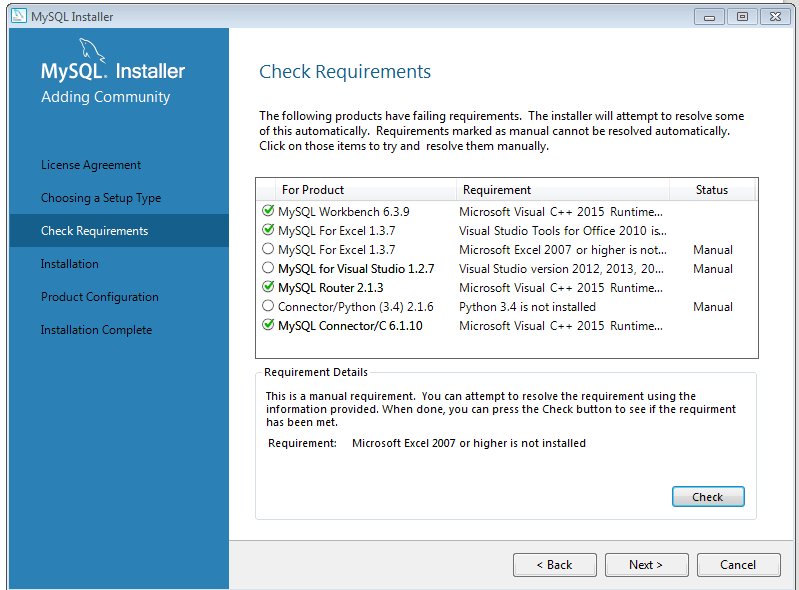 MySQL Installer
MySQL. Installer
Adding Community
License Agreement
Choosing a Setup Type
Check Requirements
Installation
Product Configuration
Installation Complete
Check Requirements
The following products have failing requirements. The installer will attempt to resolve some
of this automatically. Requirements marked as manual cannot be resolved automatically.
Click on those items to try and resolve them manually.
For Product Requirement Status
MySQL Workbench 6.3.9 Microsoft Visual C++ 2015 Runtime...
MySQL For Excel 1.3.7 Visual Studio Tools for Office 2010 is...
MySQL For Excel 1.3.7 Microsoft Excel 2007 or higher is not... Manual
MySQL for Visual Studio 1.2.7 Visual Studio version 2012, 2013, 20... Manual
MySQL Router 2.1.3 Microsoft Visual C++ 2015 Runtime...
Connector/Python (3.4) 2.1.6 Python 3.4 is not installed Manual
MySQL Connector/C 6.1.10 Microsoft Visual C++ 2015 Runtime...
Requirement Details
This is a manual requirement. You can attempt to resolve the requirement using the
information provided. When done, you can press the Check button to see if the requirment
has been met.
Requirement: Microsoft Excel 2007 or higher is not installed
Check
< Back Next > Cancel